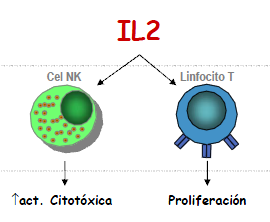 IL2
Cel NK
Linfocito T
↑act. Citotóxica
Proliferación